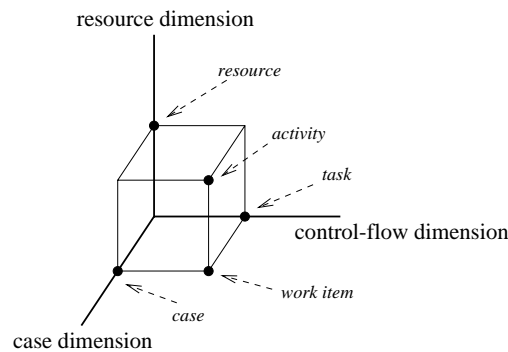 resource dimension
resource
activity
task
control-flow dimension
work item
case
case dimension